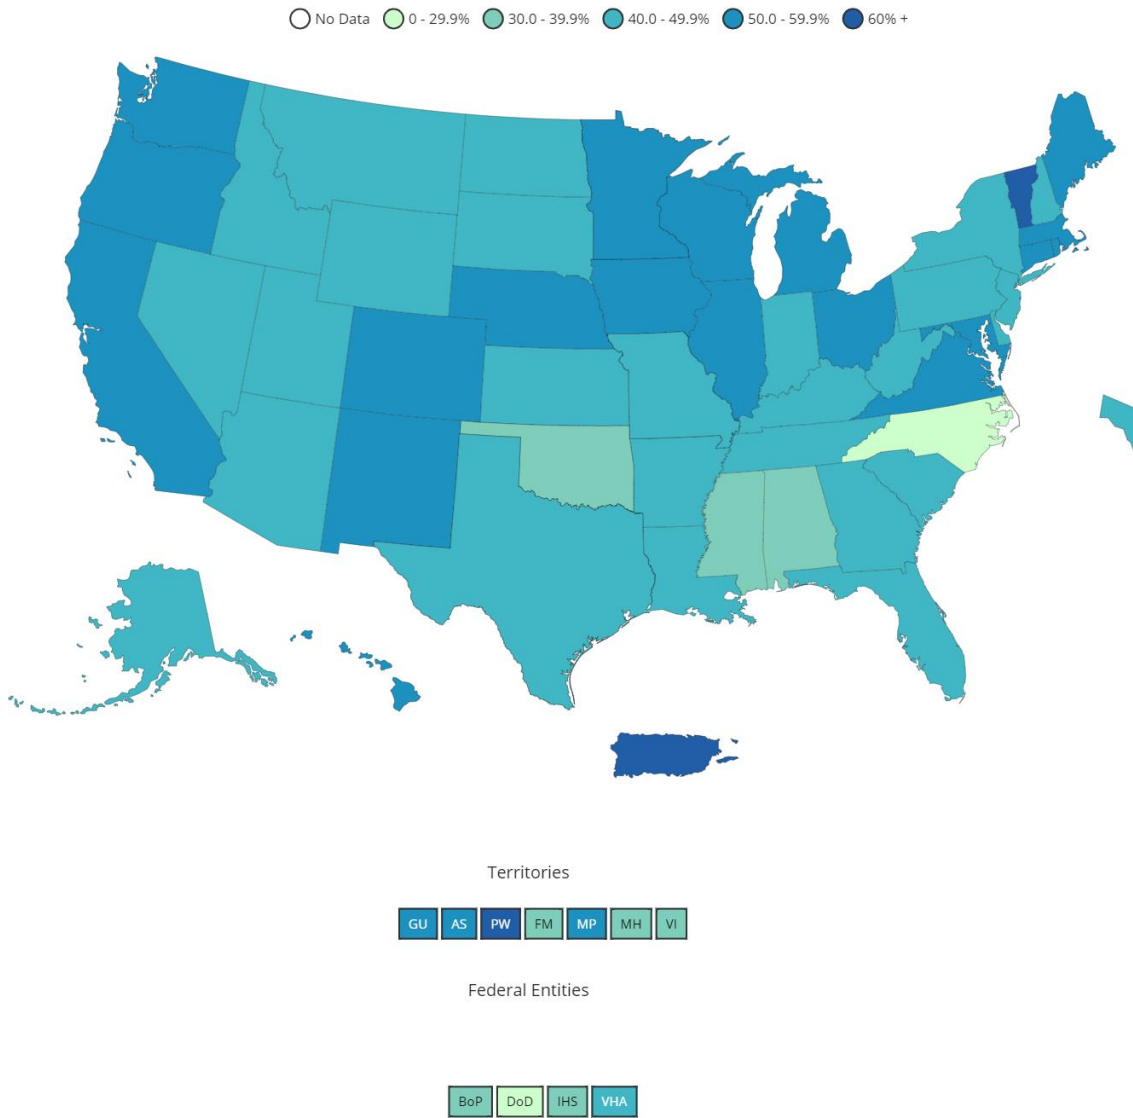 No Data 0 - 29.9% 30.0 - 39.9% 40.0 - 49.9% 50.0 - 59.9% 60% +
Territories
GU AS PW FM MP MH VI
Federal Entities
BoP DoD IHS VHA